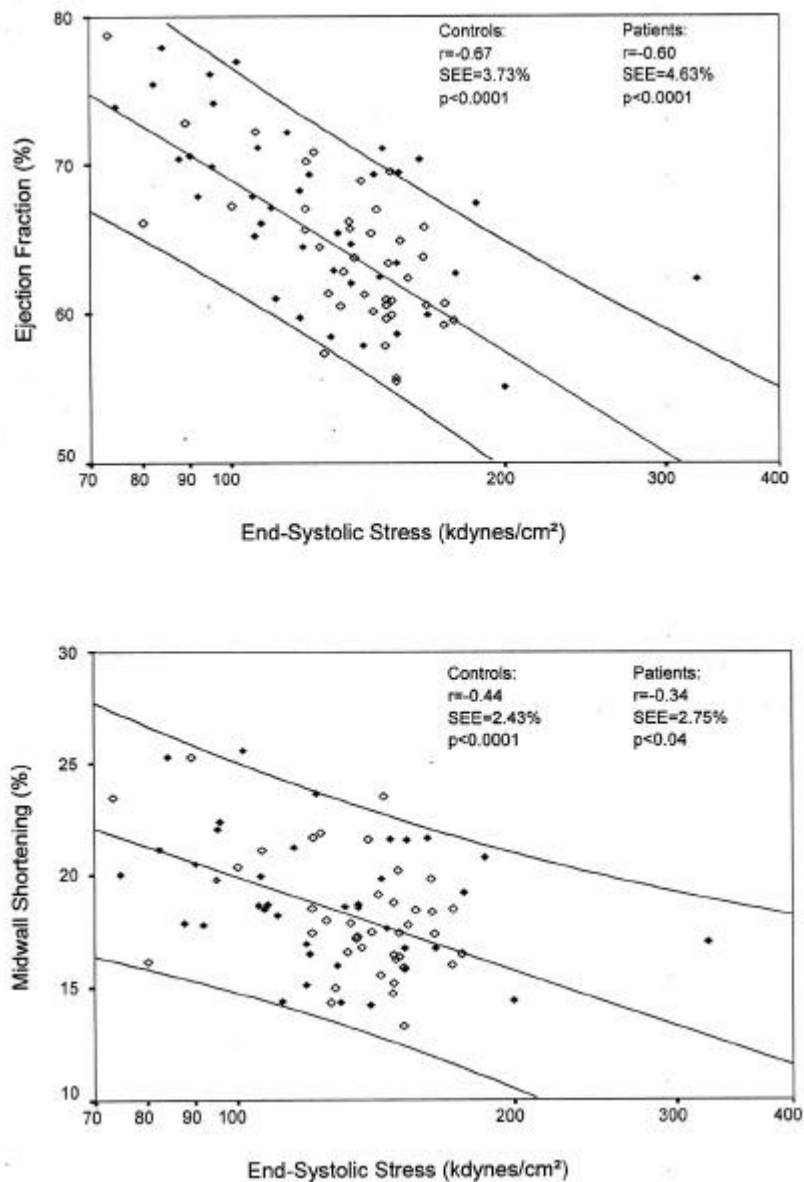 80
70
60
50
Ejection Fraction (%)
Controls:
r=-0.67
SEE=3.73%
p<0.0001
Patients:
r=-0.60
SEE=4.63%
p<0.0001
70 80 90 100 200 300 400
End-Systolic Stress (kdynes/cm²)
30
25
20
15
10
Midwall Shortening (%)
Controls:
r=-0.44
SEE=2.43%
p<0.0001
Patients:
r=-0.34
SEE=2.75%
p<0.04
70 80 90 100 200 300 400
End-Systolic Stress (kdynes/cm²)